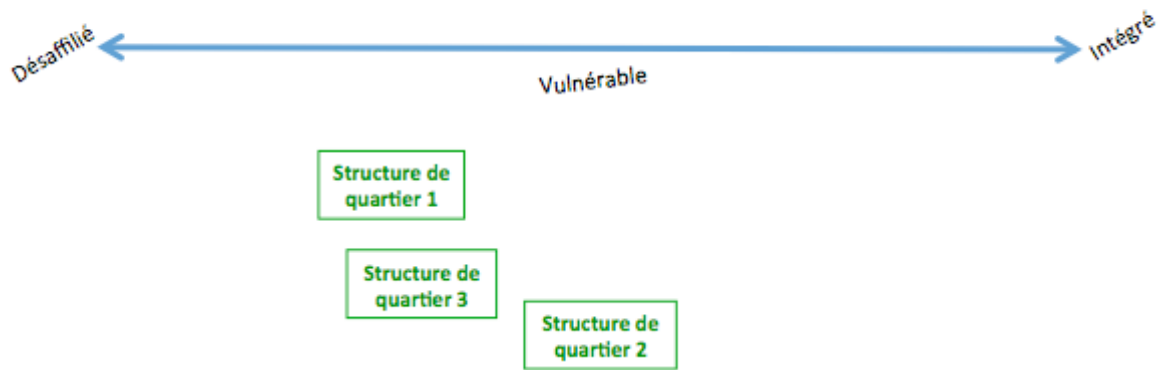 Désaffilié
Intégré
Vulnérable
Structure de
quartier 1
Structure de
quartier 3
Structure de
quartier 2